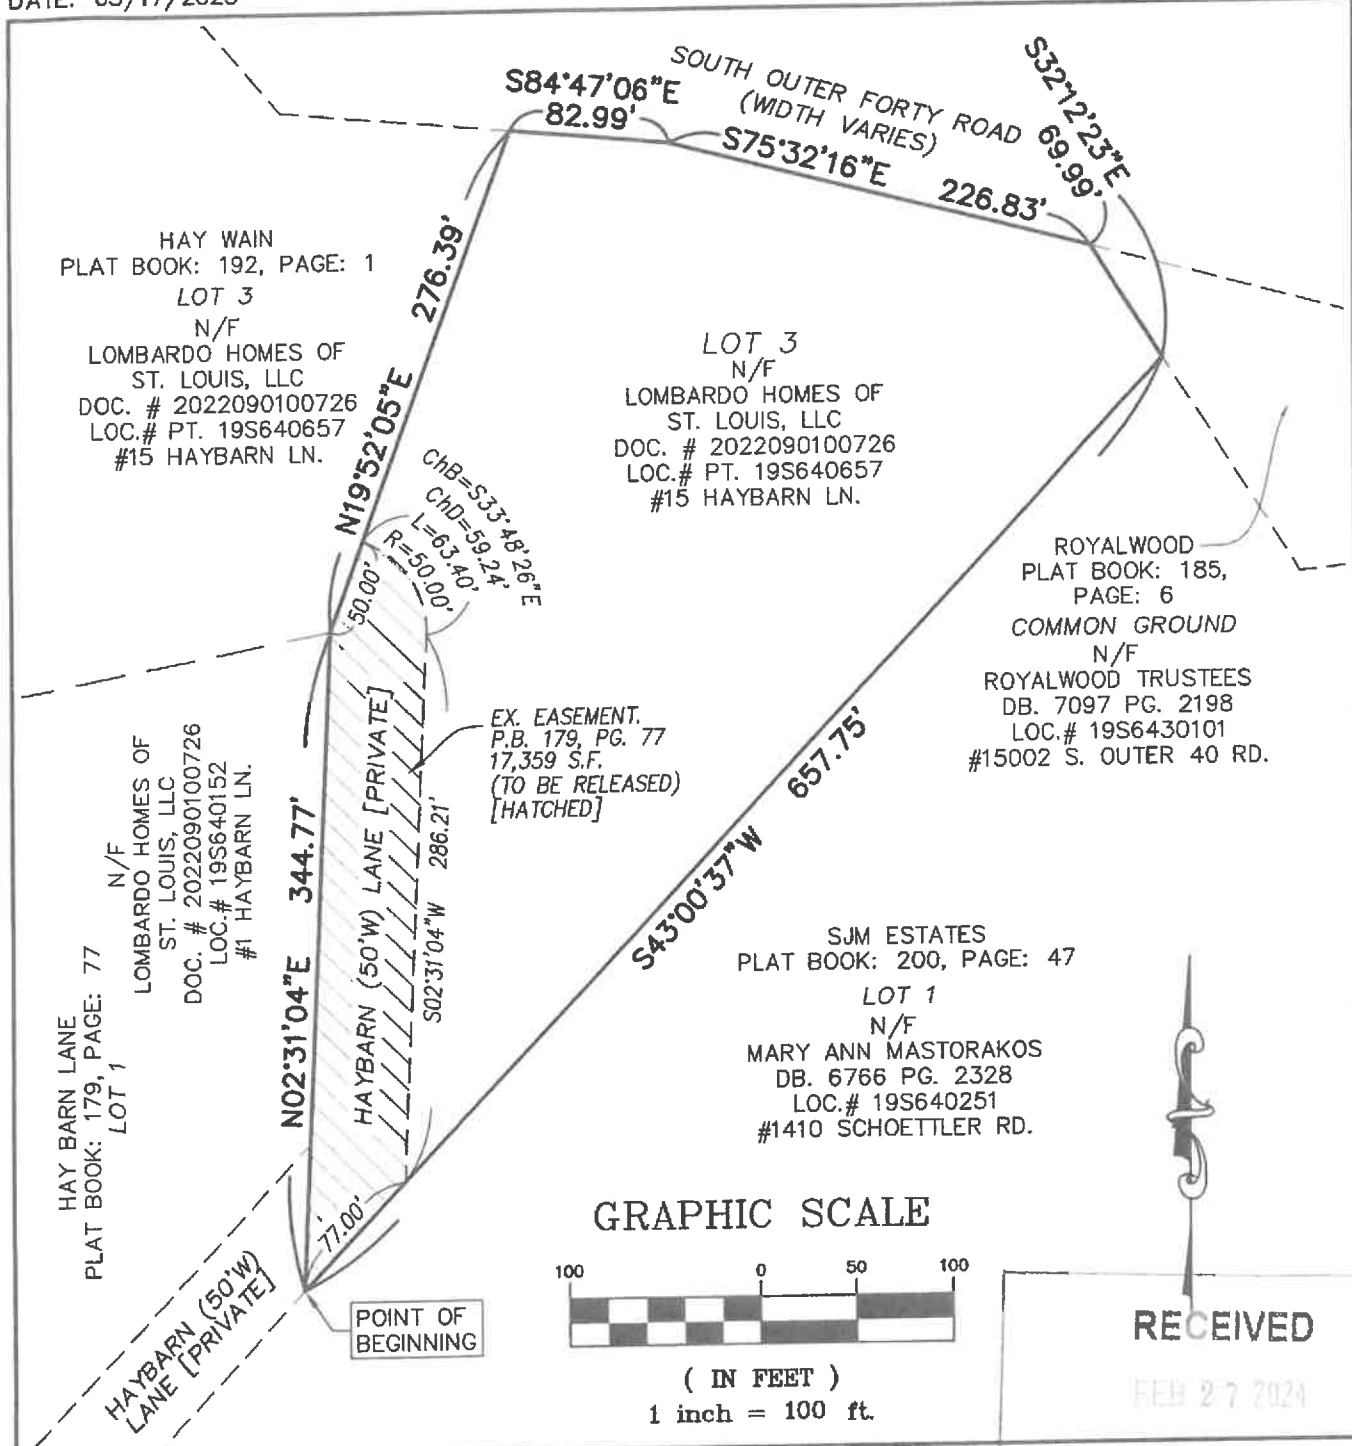 DATE: 03/17/2023
S84°47'06"E
82.99'
SOUTH OUTER FORTY ROAD
(WIDTH VARIES)
S75°32'16"E 226.83'
S32°12'23"E
69.99'
HAY WAIN
PLAT BOOK: 192, PAGE: 1
LOT 3
N/F
LOMBARDO HOMES OF
ST. LOUIS, LLC
DOC. # 2022090100726
LOC.# PT. 19S640657
#15 HAYBARN LN.
N19°52'05"E 276.39'
LOT 3
N/F
LOMBARDO HOMES OF
ST. LOUIS, LLC
DOC. # 2022090100726
LOC.# PT. 19S640657
#15 HAYBARN LN.
ChB=S33°48'26"E
ChD=59.24'
L=63.40'
R=50.00'
50.00'
ROYALWOOD
PLAT BOOK: 185,
PAGE: 6
COMMON GROUND
N/F
ROYALWOOD TRUSTEES
DB. 7097 PG. 2198
LOC.# 19S6430101
#15002 S. OUTER 40 RD.
EX. EASEMENT.
P.B. 179, PG. 77
17,359 S.F.
(TO BE RELEASED)
[HATCHED]
HAYBARN (50'W) LANE [PRIVATE]
S02°31'04"W 286.21'
N02°31'04"E 344.77'
S43°00'37"W 657.75'
HAY BARN LANE
PLAT BOOK: 179, PAGE: 77
LOT 1
N/F
LOMBARDO HOMES OF
ST. LOUIS, LLC
DOC. # 2022090100726
LOC.# 19S640152
#1 HAYBARN LN.
SJM ESTATES
PLAT BOOK: 200, PAGE: 47
LOT 1
N/F
MARY ANN MASTORAKOS
DB. 6766 PG. 2328
LOC.# 19S640251
#1410 SCHOETTLER RD.
77.00'
HAYBARN (50'W)
LANE [PRIVATE]
POINT OF
BEGINNING
GRAPHIC SCALE
100 0 50 100
( IN FEET )
1 inch = 100 ft.
RECEIVED
FEB 27 2024